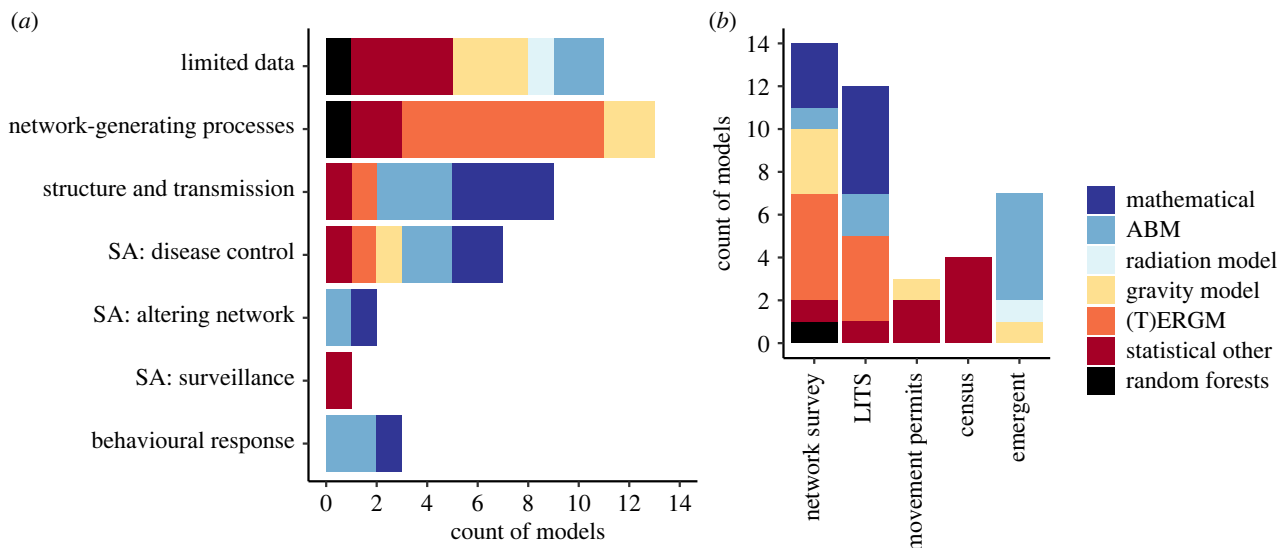 (a)
limited data
network-generating processes
structure and transmission
SA: disease control
SA: altering network
SA: surveillance
behavioural response
0 2 4 6 8 10 12 14
count of models
(b)
14
12
10
8
6
4
2
0
count of models
network survey
LITS
movement permits
census
emergent
mathematical
ABM
radiation model
gravity model
(T)ERGM
statistical other
random forests